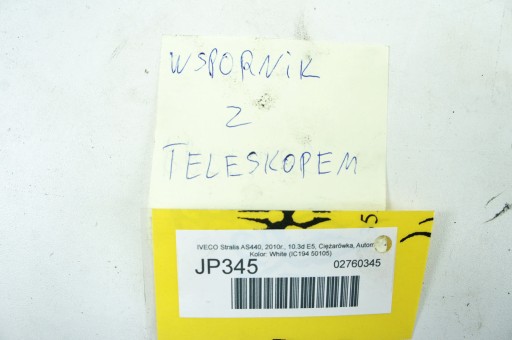 WSPORNIK
Z
TELESKOPEM
IVECO Stralis AS440, 2010r., 10.3d E5, Ciężarówka, Autom
Kolor: White (IC194 50105)
JP345
02760345